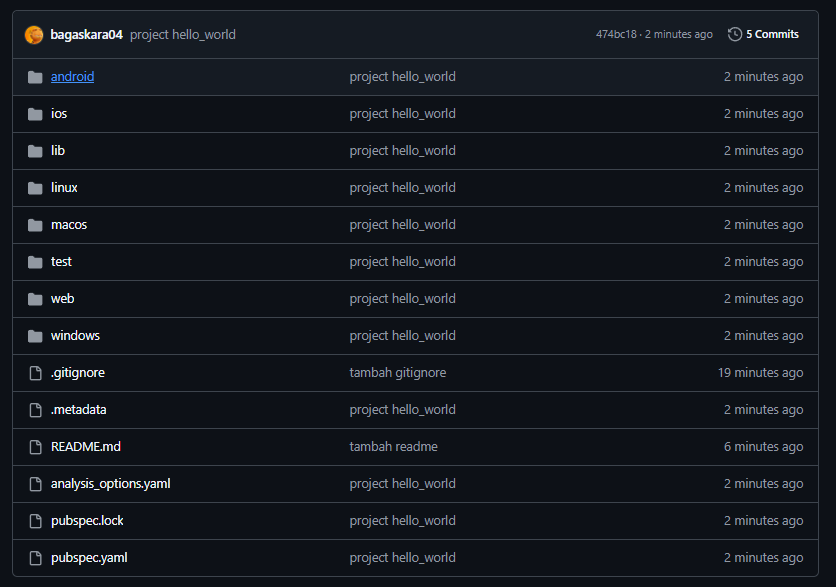 bagaskara04 project hello_world 474bc18 · 2 minutes ago 5 Commits
android project hello_world 2 minutes ago
ios project hello_world 2 minutes ago
lib project hello_world 2 minutes ago
linux project hello_world 2 minutes ago
macos project hello_world 2 minutes ago
test project hello_world 2 minutes ago
web project hello_world 2 minutes ago
windows project hello_world 2 minutes ago
.gitignore tambah gitignore 19 minutes ago
.metadata project hello_world 2 minutes ago
README.md tambah readme 6 minutes ago
analysis_options.yaml project hello_world 2 minutes ago
pubspec.lock project hello_world 2 minutes ago
pubspec.yaml project hello_world 2 minutes ago